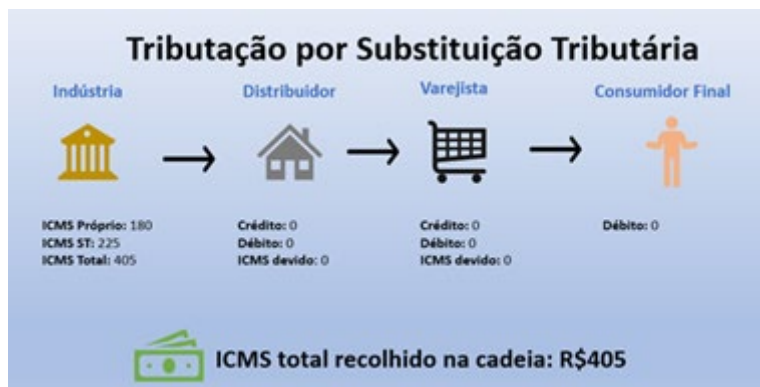 Tributação por Substituição Tributária
Indústria
Distribuidor
Varejista
Consumidor Final
ICMS Próprio: 180
ICMS ST: 225
ICMS Total: 405
Crédito: 0
Débito: 0
ICMS devido: 0
Crédito: 0
Débito: 0
ICMS devido: 0
Débito: 0
ICMS total recolhido na cadeia: R$405